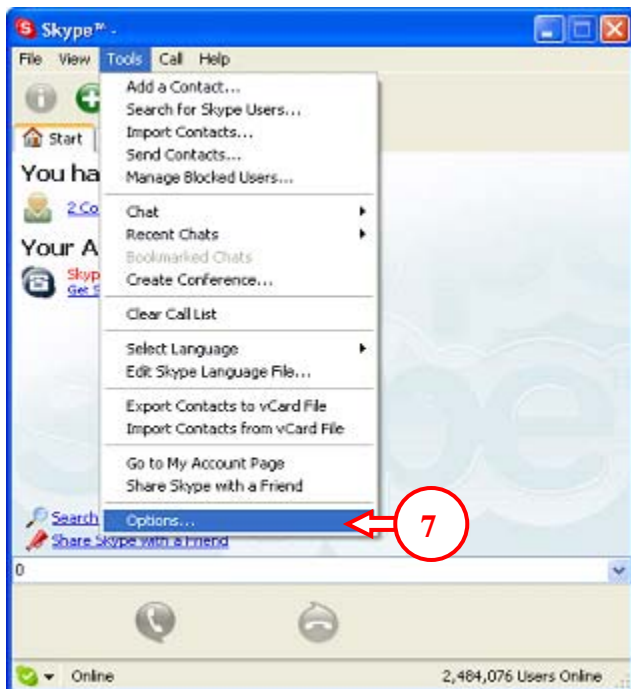 Skype™ -
File View Tools Call Help
Add a Contact...
Search for Skype Users...
Import Contacts...
Start
Send Contacts...
You ha
Manage Blocked Users...
2 Co
Chat
Recent Chats
Your A
Bookmarked Chats
Skyp
Create Conference...
Get S
Clear Call List
Select Language
Edit Skype Language File...
Export Contacts to vCard File
Import Contacts from vCard File
Go to My Account Page
Share Skype with a Friend
Search
Options...
7
Share Skype with a Friend
0
Online 2,484,076 Users Online